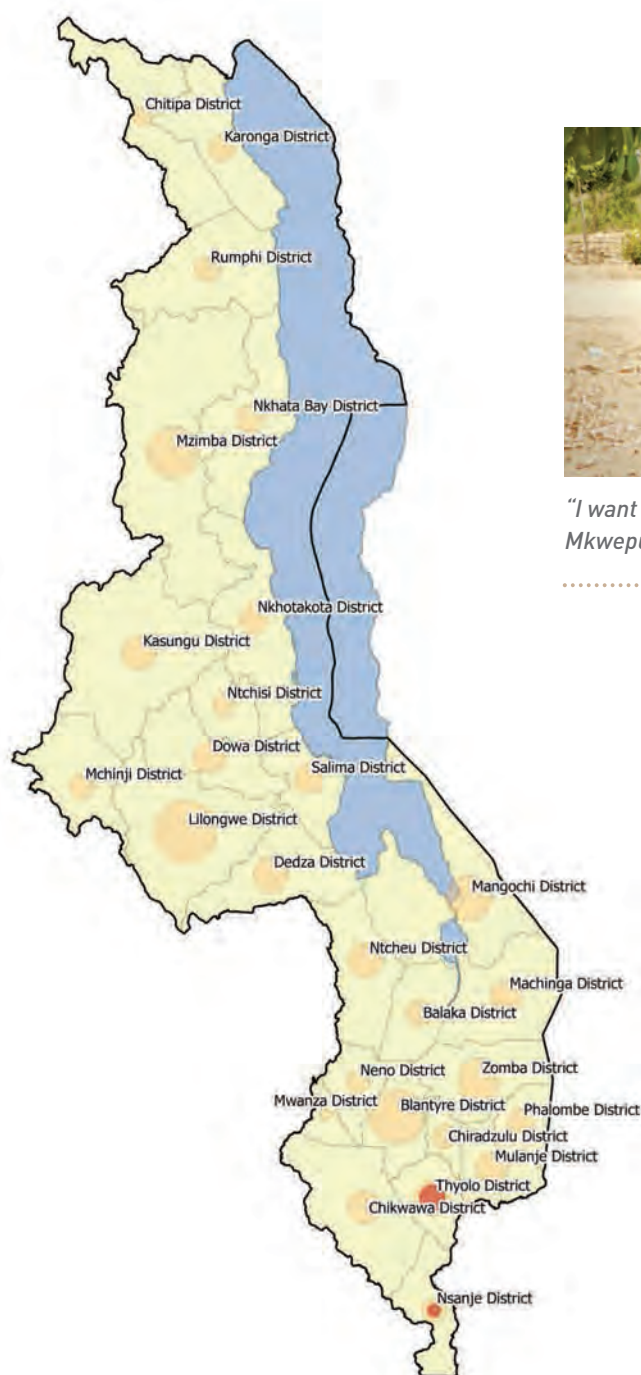 Chitipa District
Karonga District
Rumphi District
Nkhata Bay District
Mzimba District
"I want
Nkhotakota District
Kasungu District
Ntchisi District
Dowa District
Salima District
Mchinji District
Lilongwe District
Dedza District
Mangochi District
Ntcheu District
Machinga District
Balaka District
Neno District
Zomba District
Mwanza District
Blantyre District
Phalombe District
Chiradzulu District
Mulanje District
Thyolo District
Chikwawa District
Nsanje District